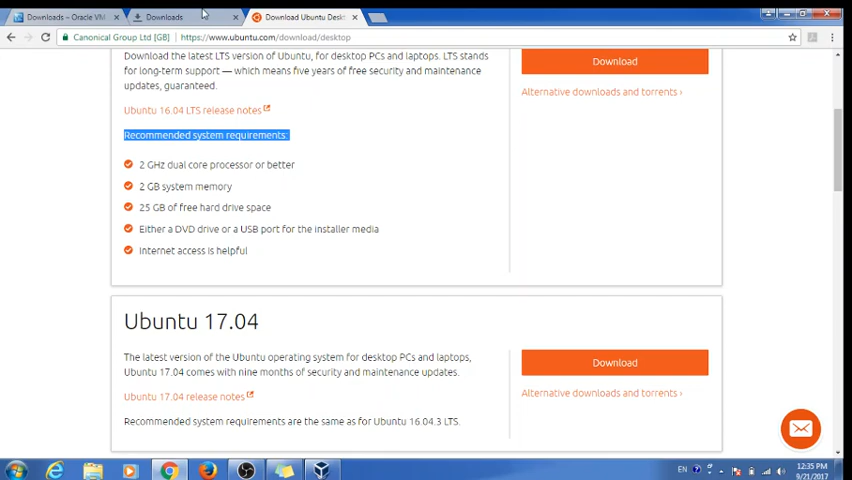 Downloads – Oracle VM
Downloads
Download Ubuntu Desk
Canonical Group Ltd [GB]
https://www.ubuntu.com/download/desktop
Download the latest LTS version of Ubuntu, for desktop PCs and laptops. LTS stands
for long-term support — which means five years of free security and maintenance
updates, guaranteed.
Download
Alternative downloads and torrents ›
Ubuntu 16.04 LTS release notes
Recommended system requirements:
2 GHz dual core processor or better
2 GB system memory
25 GB of free hard drive space
Either a DVD drive or a USB port for the installer media
Internet access is helpful
Ubuntu 17.04
The latest version of the Ubuntu operating system for desktop PCs and laptops,
Ubuntu 17.04 comes with nine months of security and maintenance updates.
Download
Alternative downloads and torrents ›
Ubuntu 17.04 release notes
Recommended system requirements are the same as for Ubuntu 16.04.3 LTS.
EN
12:35 PM
9/21/2017